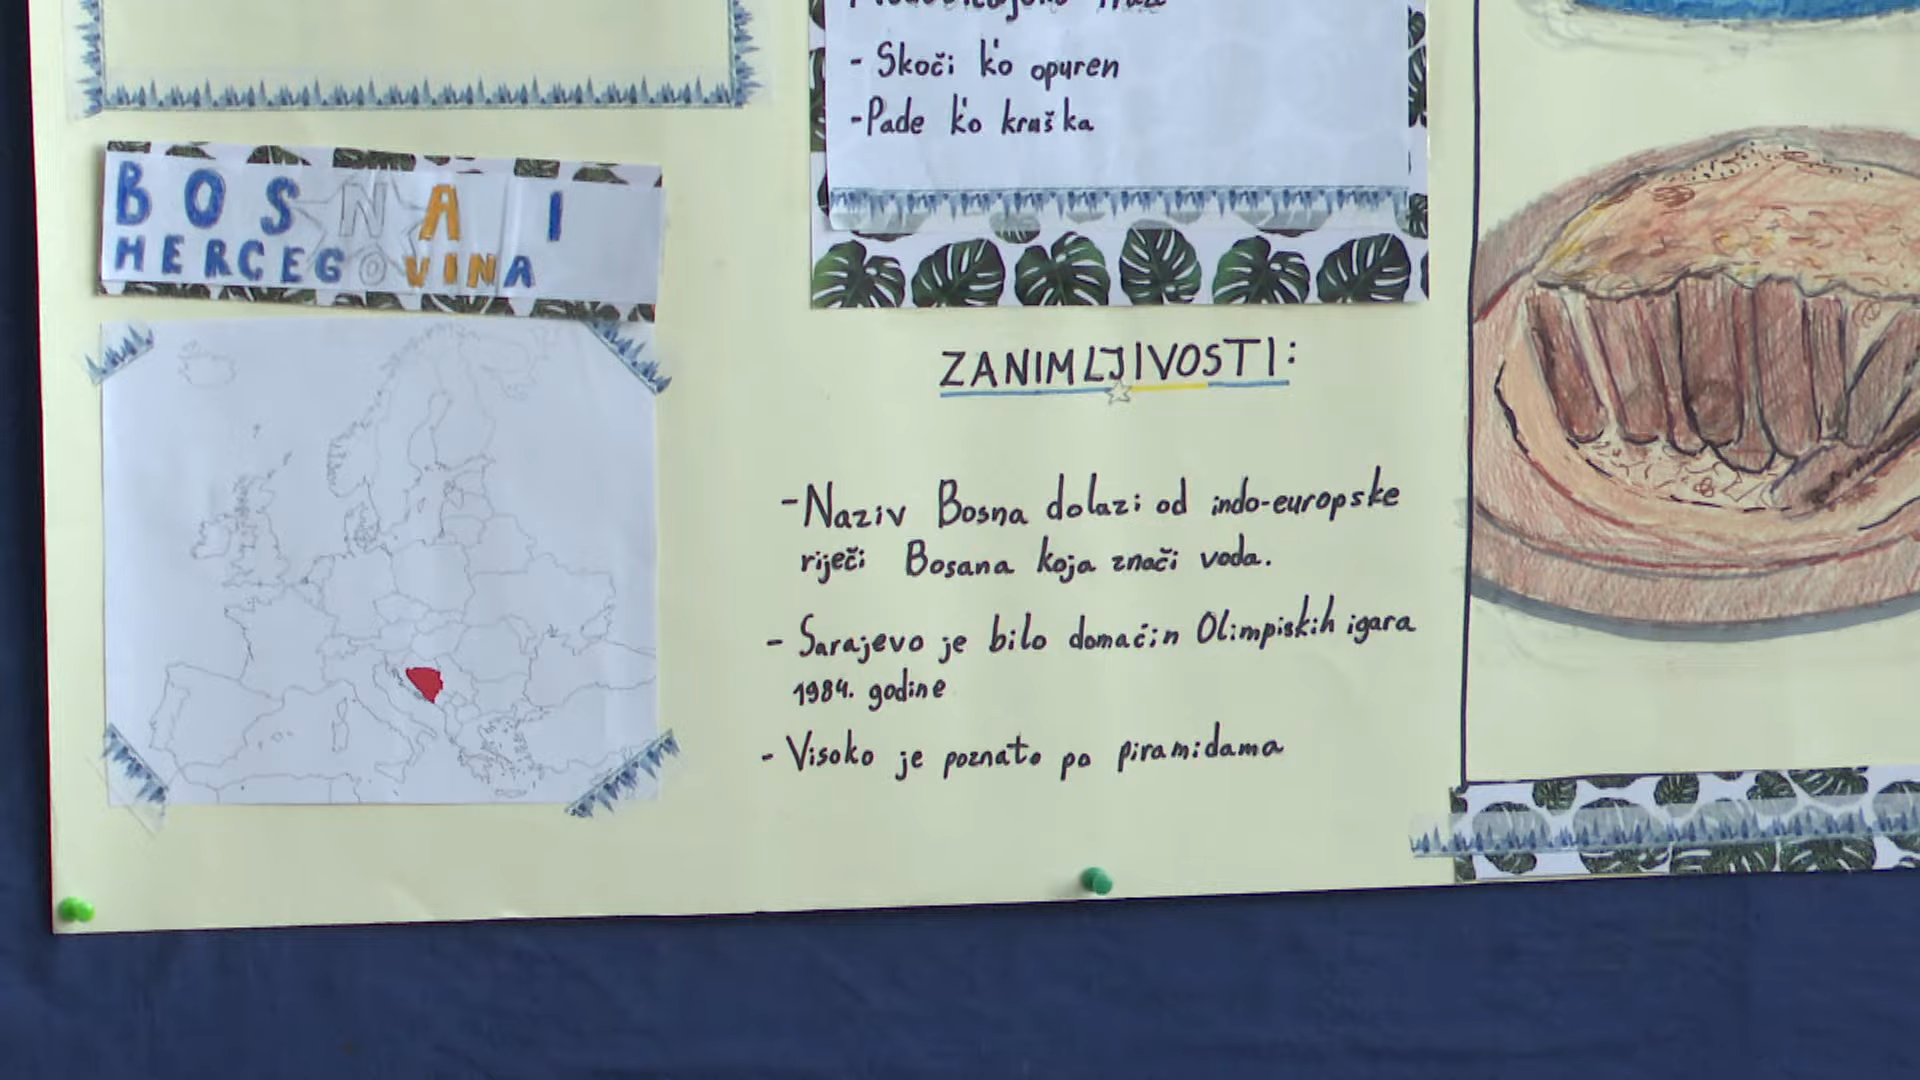 - Skoči k'o opuren
- Pade k'o kruška
BOSNA I
HERCEGOVINA
ZANIMLJIVOSTI:
- Naziv Bosna dolazi od indo-europske
riječi Bosana koja znači voda.
- Sarajevo je bilo domaćin Olimpiskih igara
1984. godine
- Visoko je poznato po piramidama